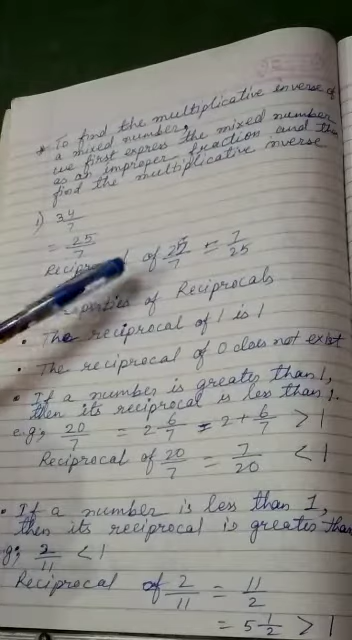 * To find the multiplicative inverse of
a mixed number,
we first express the mixed number
as an improper fraction and then
find the multiplicative inverse
1) 3 4/7
= 25/7
of 25/7 = 7/25
of Reciprocals
• The reciprocal of 1 is 1
• The reciprocal of 0 does not exist
• If a number is greater than 1,
then its reciprocal is less than 1.
e.g; 20/7 = 2 6/7 = 2 + 6/7 > 1
Reciprocal of 20/7 = 7/20 < 1
• If a number is less than 1,
then its reciprocal is greater than
g; 2/11 < 1
Reciprocal of 2/11 = 11/2
= 5 1/2 > 1